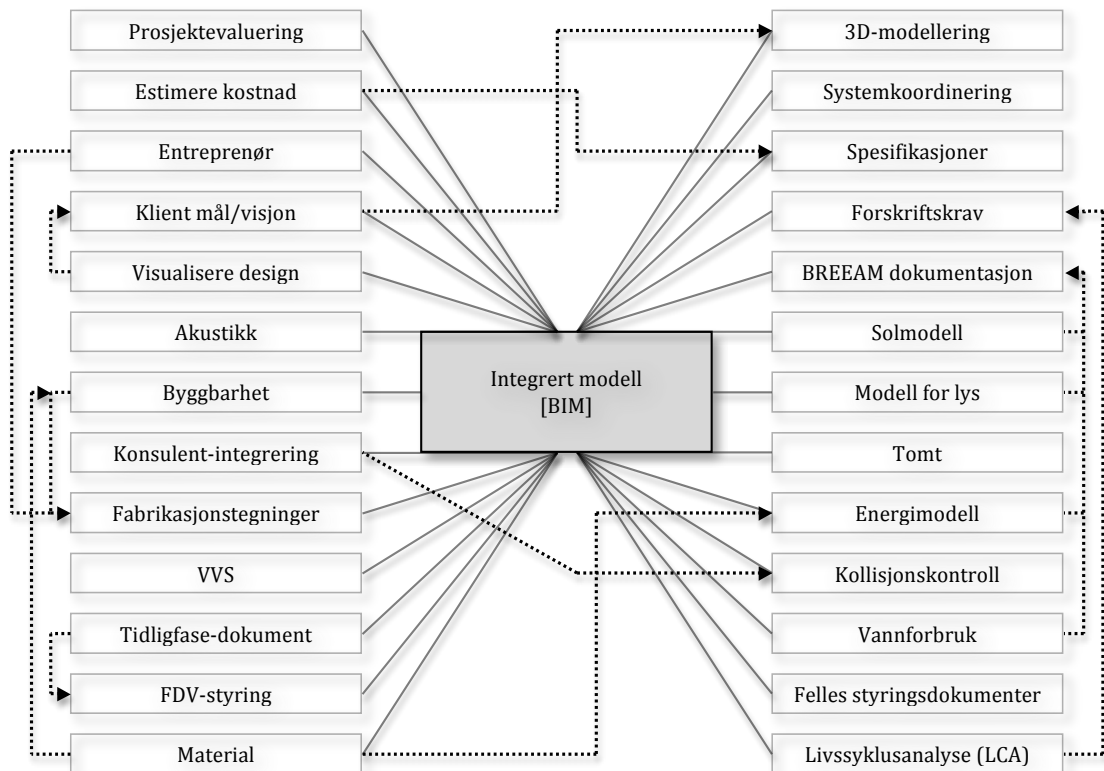 Prosjektevaluering
Estimere kostnad
Entreprenør
Klient mål/visjon
Visualisere design
Akustikk
Byggbarhet
Konsulent-integrering
Fabrikasjonstegninger
VVS
Tidligfase-dokument
FDV-styring
Material
Integrert modell
[BIM]
3D-modellering
Systemkoordinering
Spesifikasjoner
Forskriftskrav
BREEAM dokumentasjon
Solmodell
Modell for lys
Tomt
Energimodell
Kollisjonskontroll
Vannforbruk
Felles styringsdokumenter
Livssyklusanalyse (LCA)